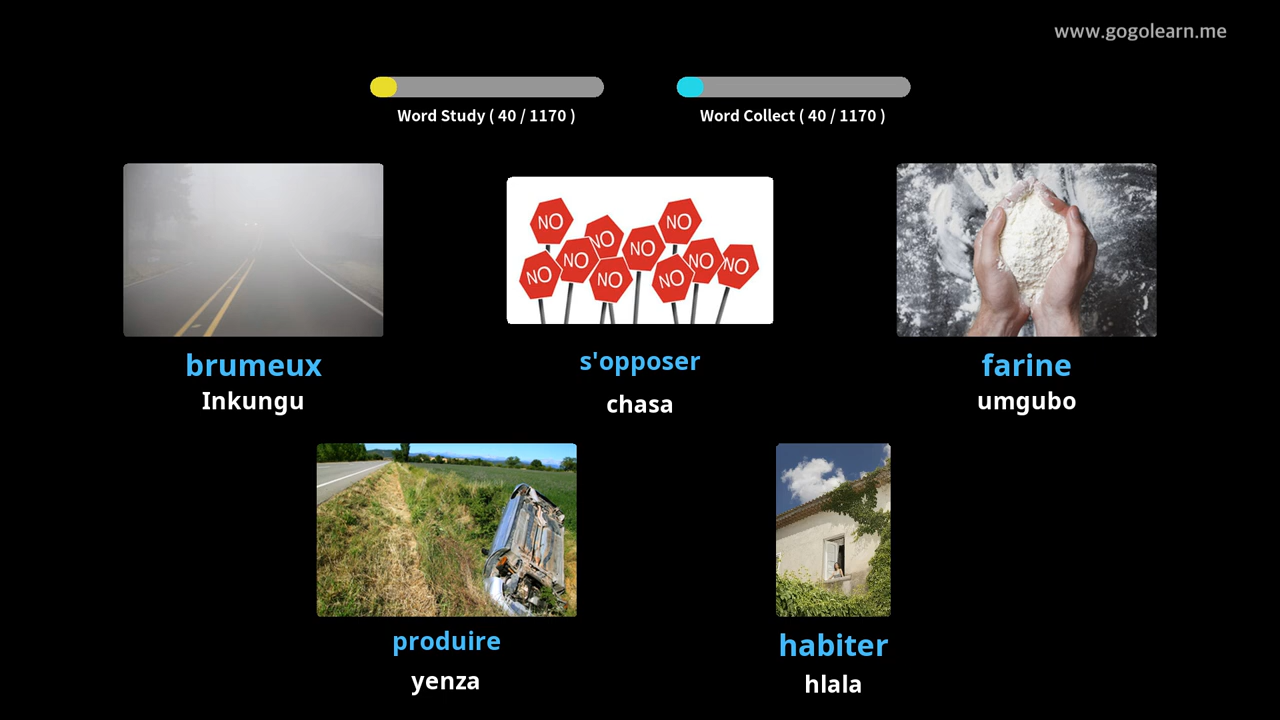 www.gogolearn.me
Word Study ( 40 / 1170 )
Word Collect ( 40 / 1170 )
NO
NO
NO
NO
NO
NO
NO
NO
NO
NO
brumeux
Inkungu
s'opposer
chasa
farine
umgubo
produire
yenza
habiter
hlala